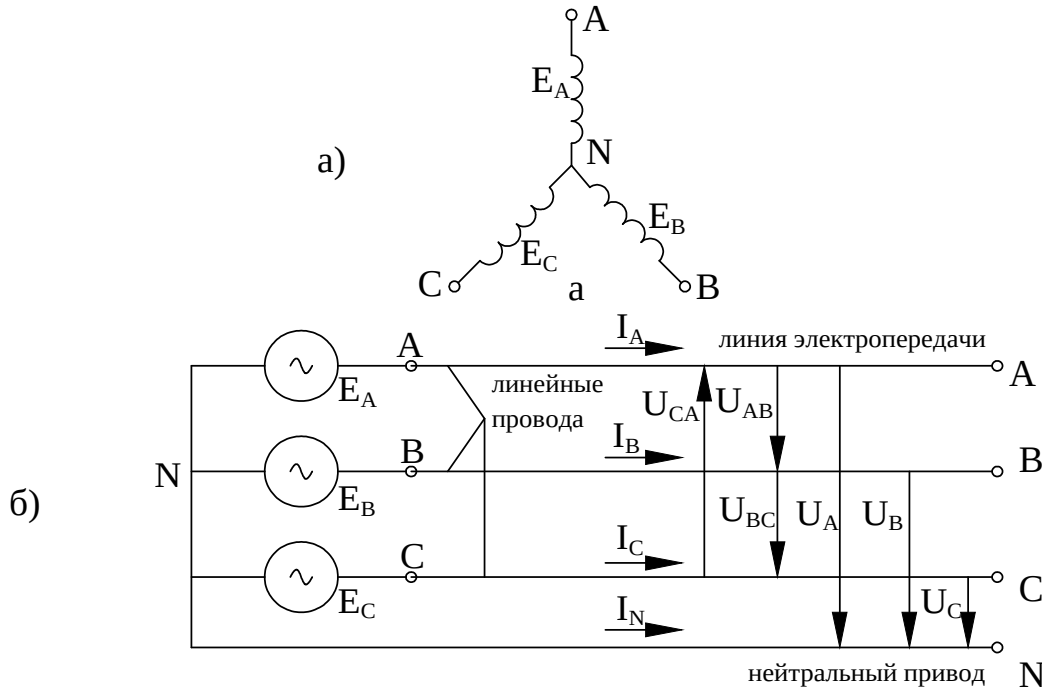 A
E_A
а)
N
E_B
E_C
C
B
а
I_A
линия электропередачи
A
A
E_A
линейные
провода
U_CA
U_AB
I_B
B
B
N
E_B
б)
U_BC
U_A
U_B
I_C
C
C
E_C
I_N
U_C
нейтральный привод
N